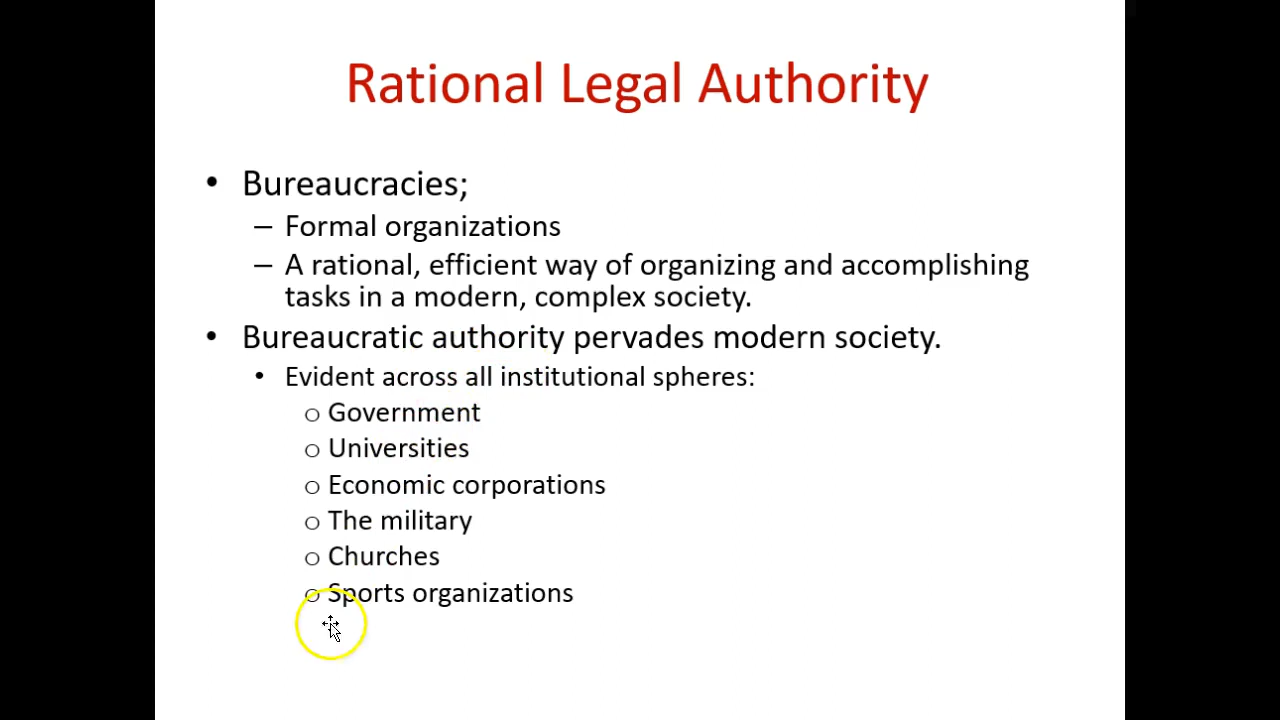 Rational Legal Authority
• Bureaucracies;
– Formal organizations
– A rational, efficient way of organizing and accomplishing
tasks in a modern, complex society.
• Bureaucratic authority pervades modern society.
• Evident across all institutional spheres:
o Government
o Universities
o Economic corporations
o The military
o Churches
o Sports organizations